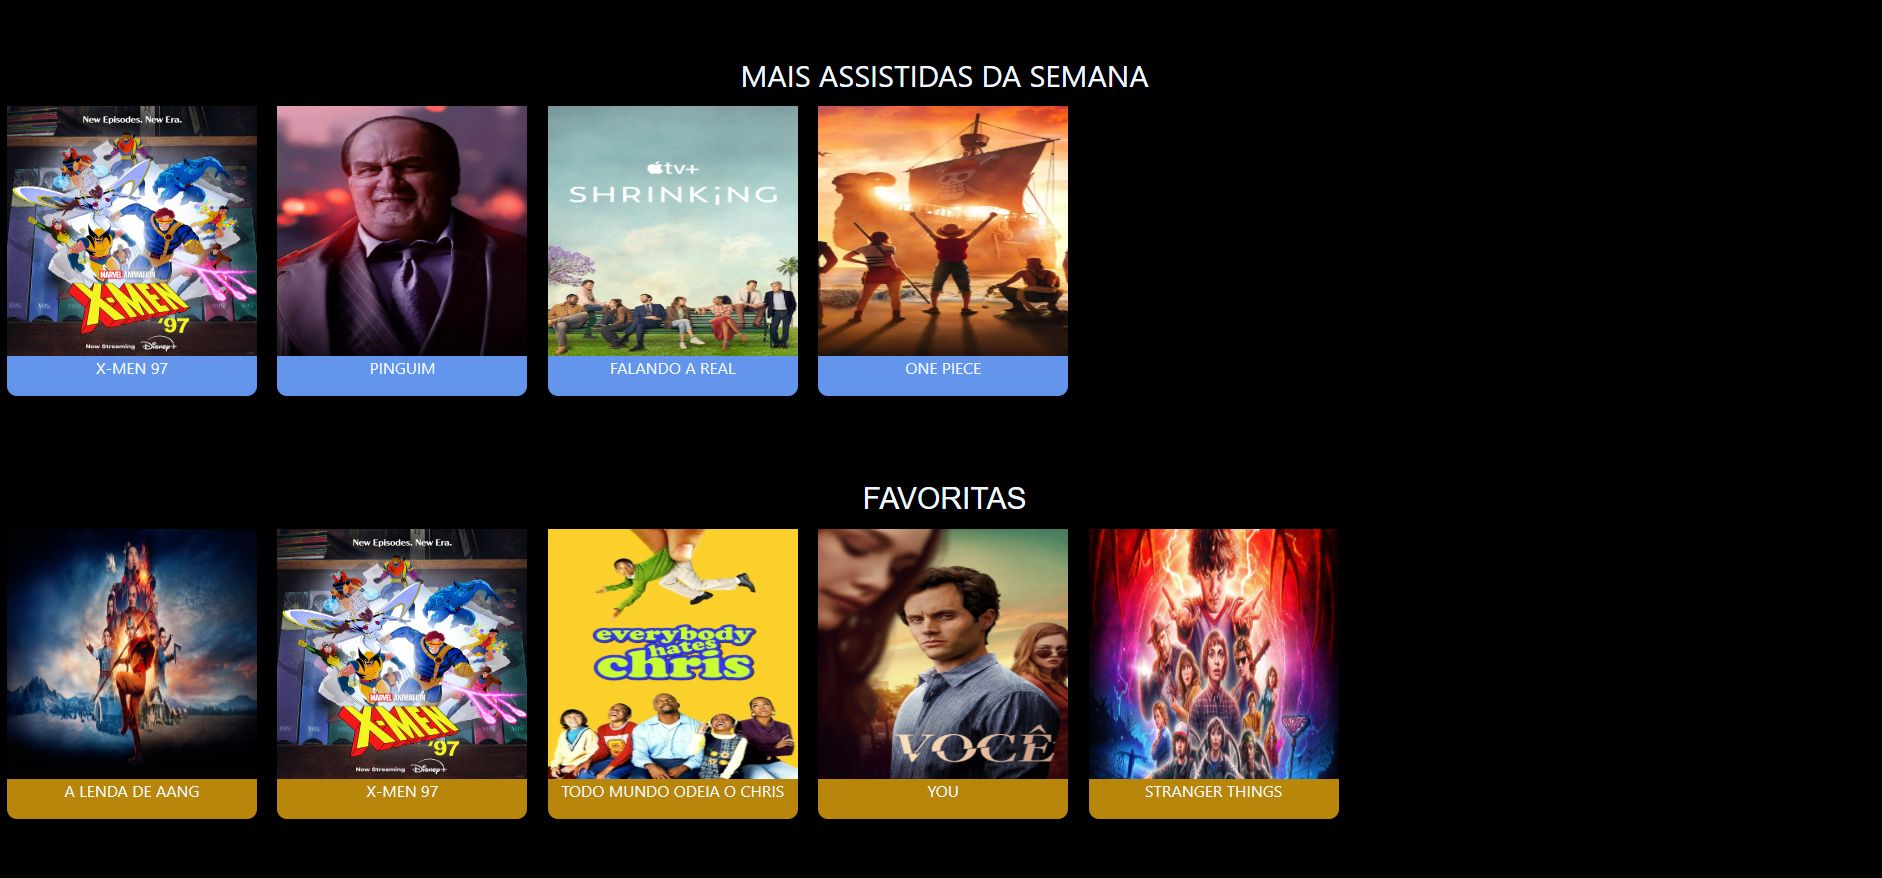 MAIS ASSISTIDAS DA SEMANA
New Episodes. New Era.
MARVEL ANIMATION
X-MEN
'97
Now Streaming Disney+
X-MEN 97
PINGUIM
tv+
SHRINKiNG
FALANDO A REAL
ONE PIECE
FAVORITAS
A LENDA DE AANG
New Episodes. New Era.
MARVEL ANIMATION
X-MEN
'97
Now Streaming Disney+
X-MEN 97
everybody
hates
chris
TODO MUNDO ODEIA O CHRIS
VOCÊ
YOU
STRANGER THINGS